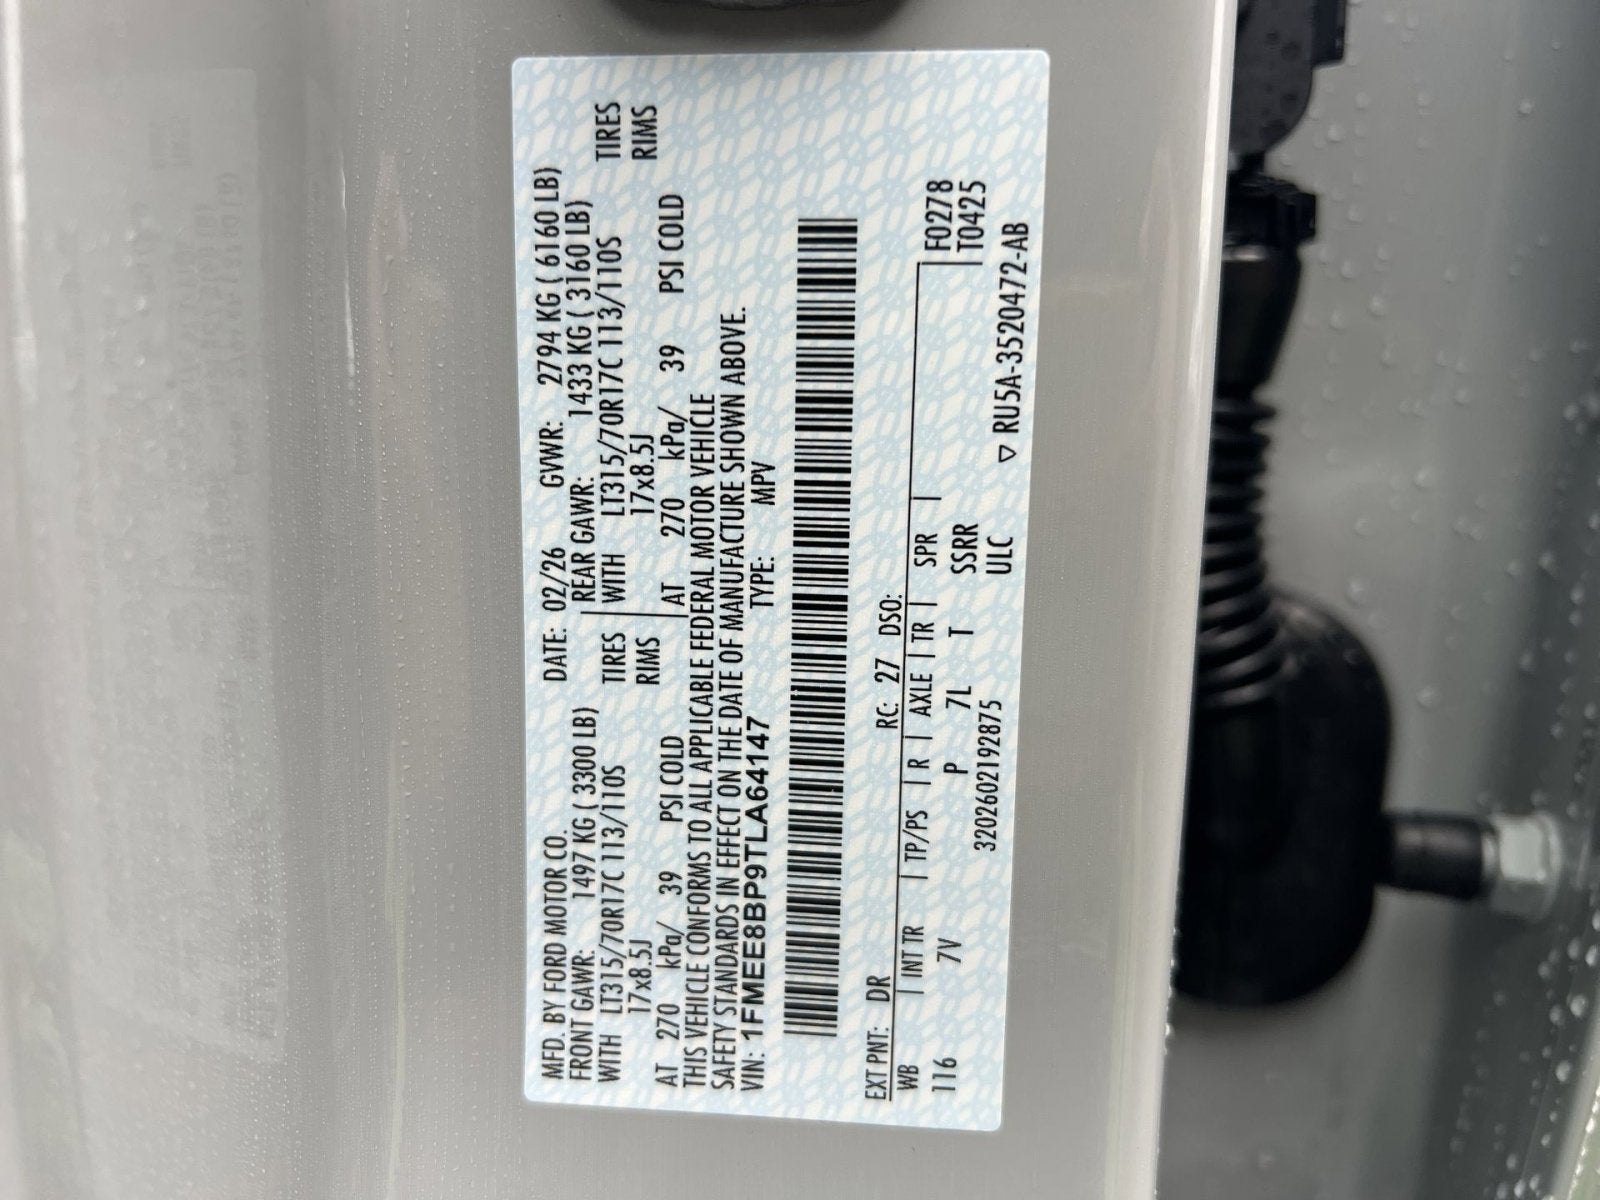 MFD. BY FORD MOTOR CO. DATE: 02/26 GVWR: 2794 KG ( 6160 LB)
FRONT GAWR: 1497 KG ( 3300 LB) REAR GAWR: 1433 KG ( 3160 LB)
WITH LT315/70R17C 113/110S TIRES WITH LT315/70R17C 113/110S TIRES
17x8.5J RIMS 17x8.5J RIMS
AT 270 kPa/ 39 PSI COLD AT 270 kPa/ 39 PSI COLD
THIS VEHICLE CONFORMS TO ALL APPLICABLE FEDERAL MOTOR VEHICLE
SAFETY STANDARDS IN EFFECT ON THE DATE OF MANUFACTURE SHOWN ABOVE.
VIN: 1FMEE8BP9TLA64147 TYPE: MPV
EXT PNT: DR RC: 27 DSO:
WB | INT TR | TP/PS | R | AXLE | TR | SPR | F0278
116 7V P 7L T SSRR T0425
3202602192875 ULC ▽ RU5A-3520472-AB